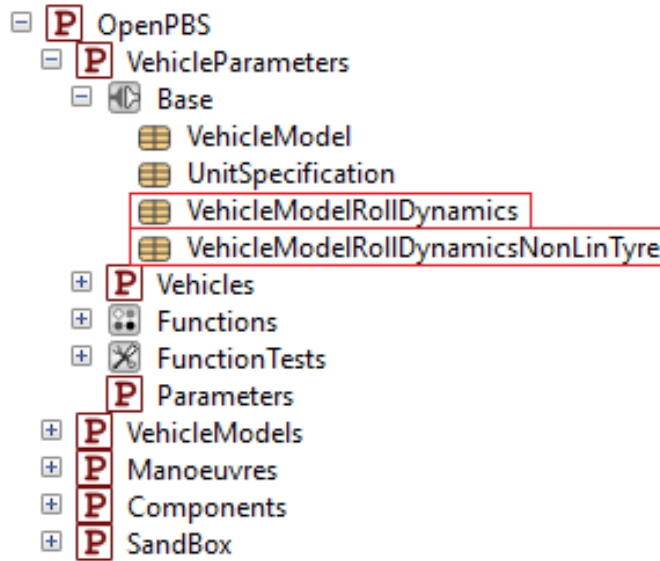 P OpenPBS
P VehicleParameters
Base
VehicleModel
UnitSpecification
VehicleModelRollDynamics
VehicleModelRollDynamicsNonLinTyre
P Vehicles
Functions
FunctionTests
P Parameters
P VehicleModels
P Manoeuvres
P Components
P SandBox